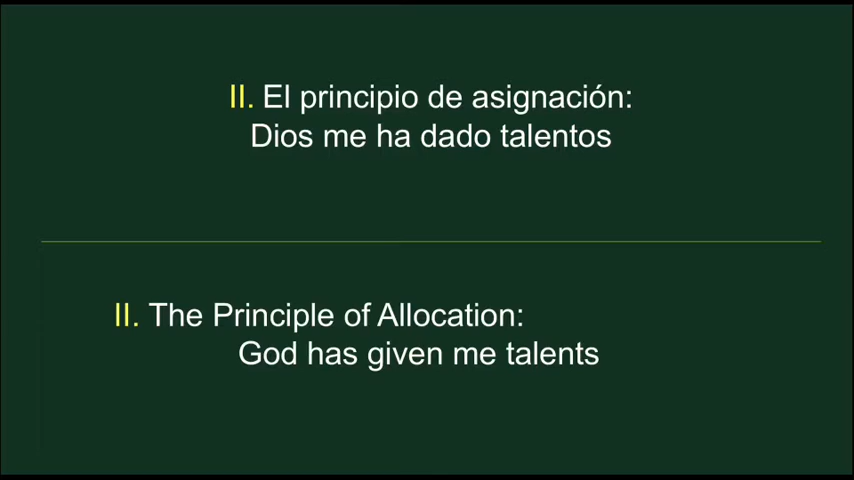 II. El principio de asignación:
Dios me ha dado talentos
II. The Principle of Allocation:
God has given me talents